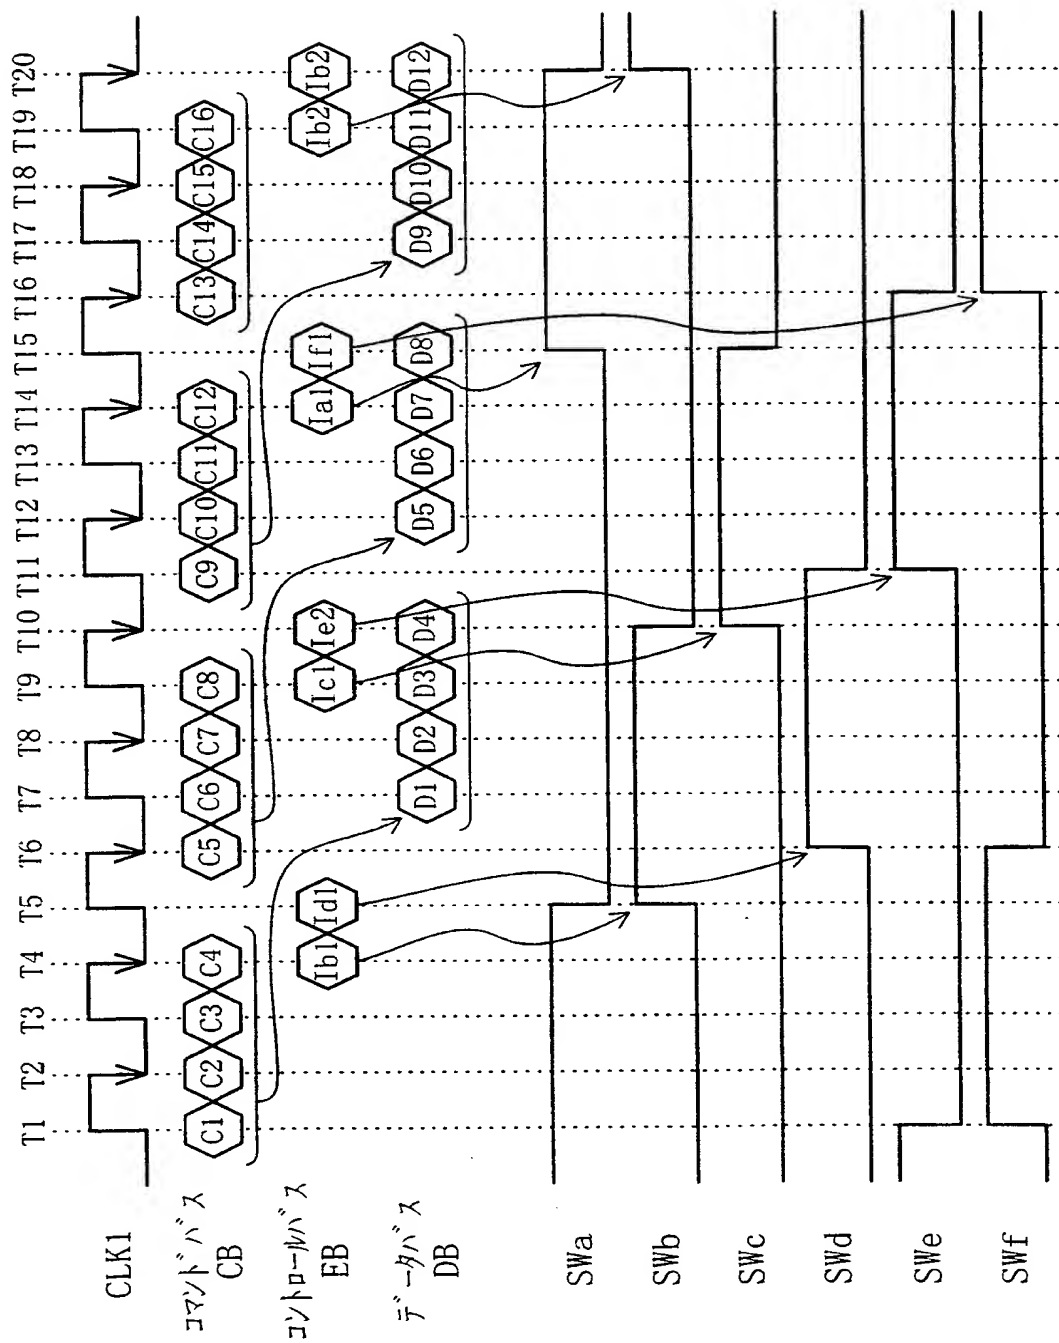 T1 T2 T3 T4 T5 T6 T7 T8 T9 T10 T11 T12 T13 T14 T15 T16 T17 T18 T19 T20
CLK1
コマンドバス
CB
C1 C2 C3 C4 C5 C6 C7 C8 C9 C10 C11 C12 C13 C14 C15 C16
コントロールバス
EB
Ib1 Id1 Ic1 Ie2 Ia1 If1 Ib2 Ib2
データバス
DB
D1 D2 D3 D4 D5 D6 D7 D8 D9 D10 D11 D12
SWa
SWb
SWc
SWd
SWe
SWf